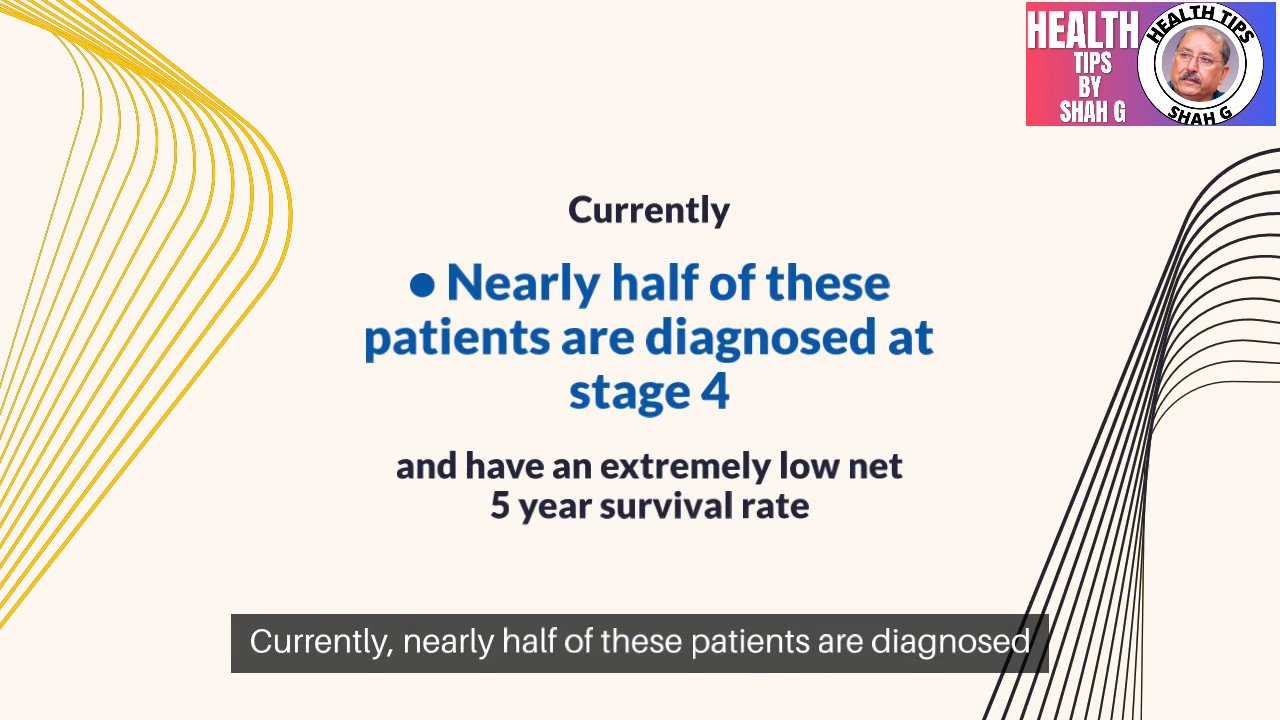 HEALTH
TIPS
BY
SHAH G
HEALTH TIPS
SHAH G
Currently
• Nearly half of these
patients are diagnosed at
stage 4
and have an extremely low net
5 year survival rate
Currently, nearly half of these patients are diagnosed